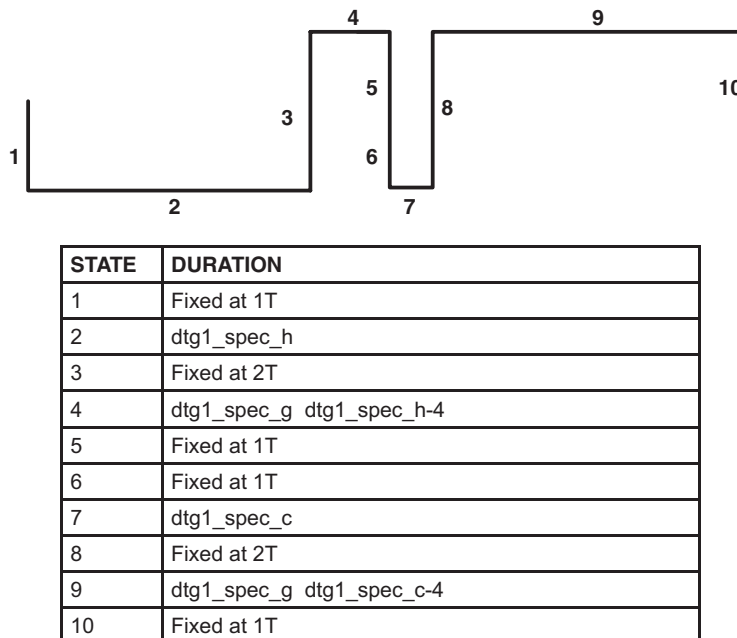 4 9
5 10
3 8
1 6
2 7
STATE DURATION
1 Fixed at 1T
2 dtg1_spec_h
3 Fixed at 2T
4 dtg1_spec_g dtg1_spec_h-4
5 Fixed at 1T
6 Fixed at 1T
7 dtg1_spec_c
8 Fixed at 2T
9 dtg1_spec_g dtg1_spec_c-4
10 Fixed at 1T